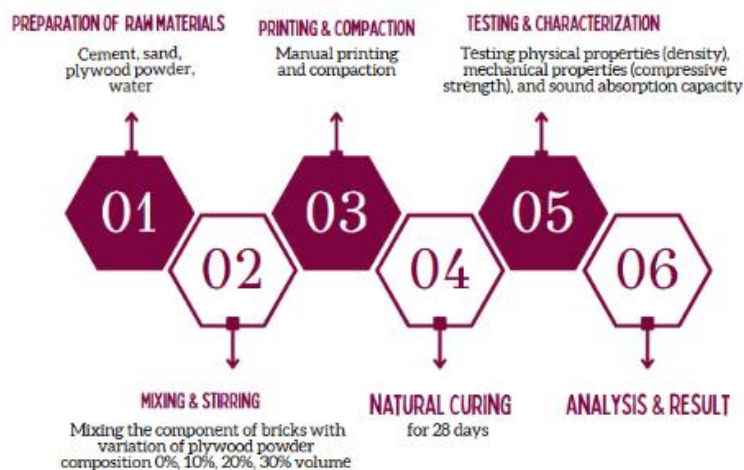 PREPARATION OF RAW MATERIALS
Cement, sand,
plywood powder,
water
PRINTING & COMPACTION
Manual printing
and compaction
TESTING & CHARACTERIZATION
Testing physical properties (density),
mechanical properties (compressive
strength), and sound absorption capacity
01
02
03
04
05
06
MIXING & STIRRING
Mixing the component of bricks with
variation of plywood powder
composition 0%, 10%, 20%, 30% volume
NATURAL CURING
for 28 days
ANALYSIS & RESULT